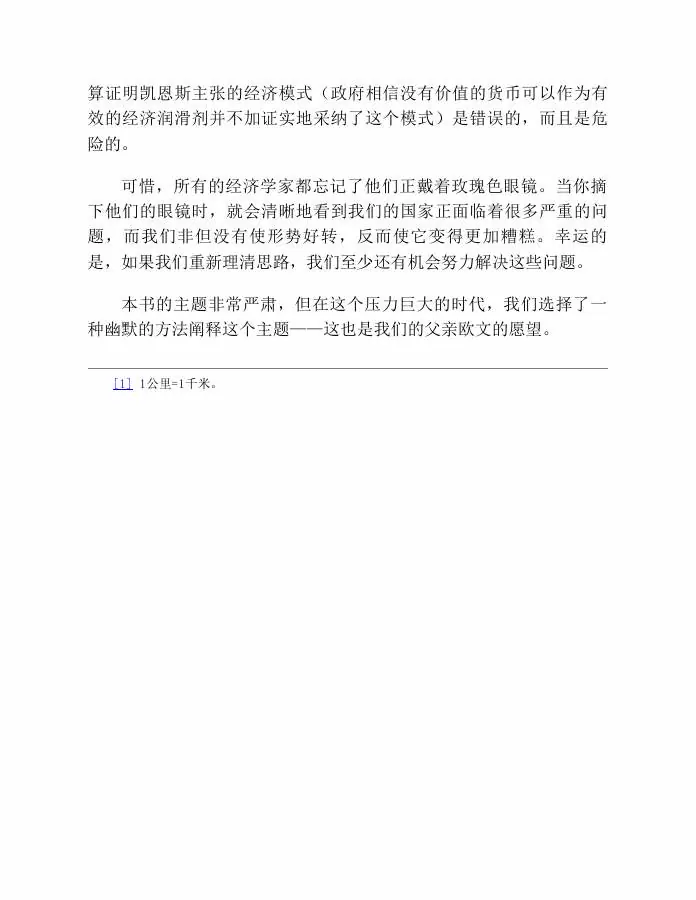 算证明凯恩斯主张的经济模式（政府相信没有价值的货币可以作为有
效的经济润滑剂并不加证实地采纳了这个模式）是错误的，而且是危
险的。
可惜，所有的经济学家都忘记了他们正戴着玫瑰色眼镜。当你摘
下他们的眼镜时，就会清晰地看到我们的国家正面临着很多严重的问
题，而我们非但没有使形势好转，反而使它变得更加糟糕。幸运的
是，如果我们重新理清思路，我们至少还有机会努力解决这些问题。
本书的主题非常严肃，但在这个压力巨大的时代，我们选择了一
种幽默的方法阐释这个主题——这也是我们的父亲欧文的愿望。
[1] 1公里=1千米。